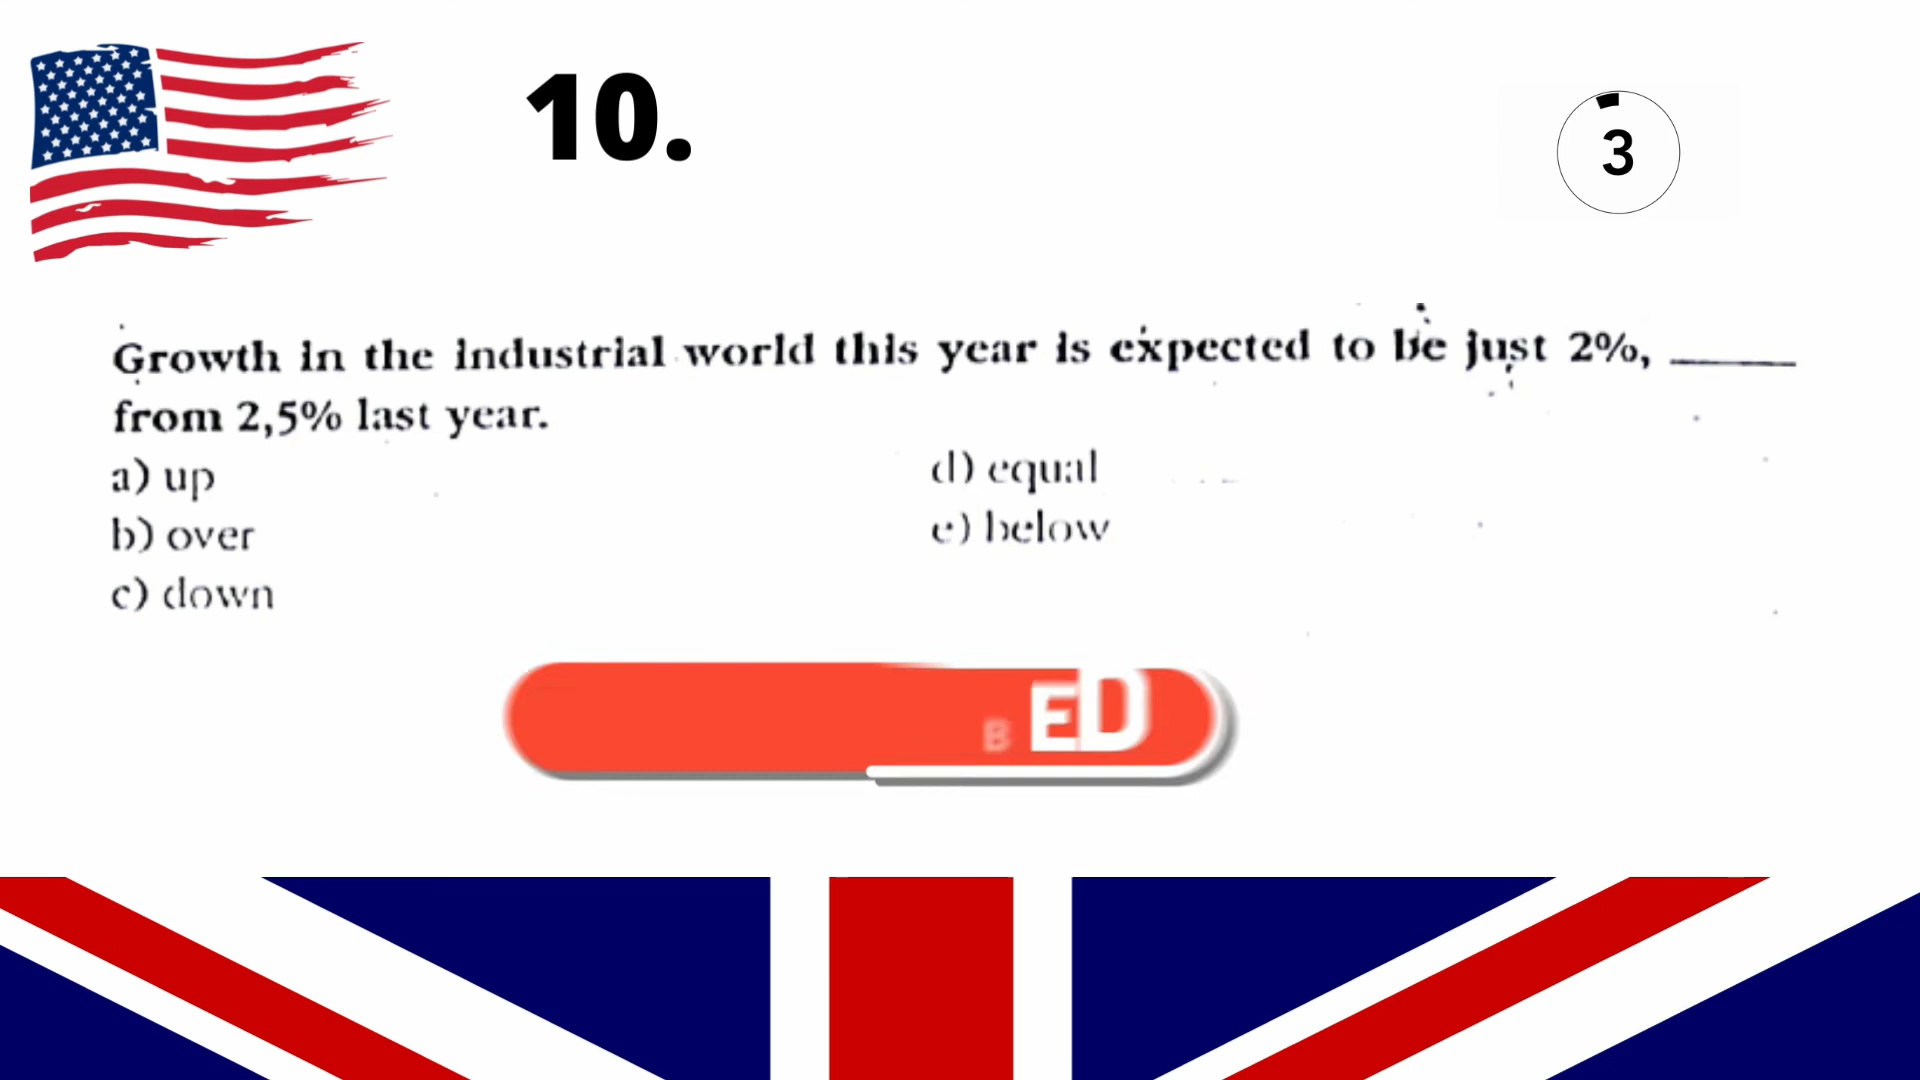 10.
3
Growth in the industrial world this year is expected to be just 2%, _____
from 2,5% last year.
a) up
b) over
c) down
d) equal
e) below
B ED